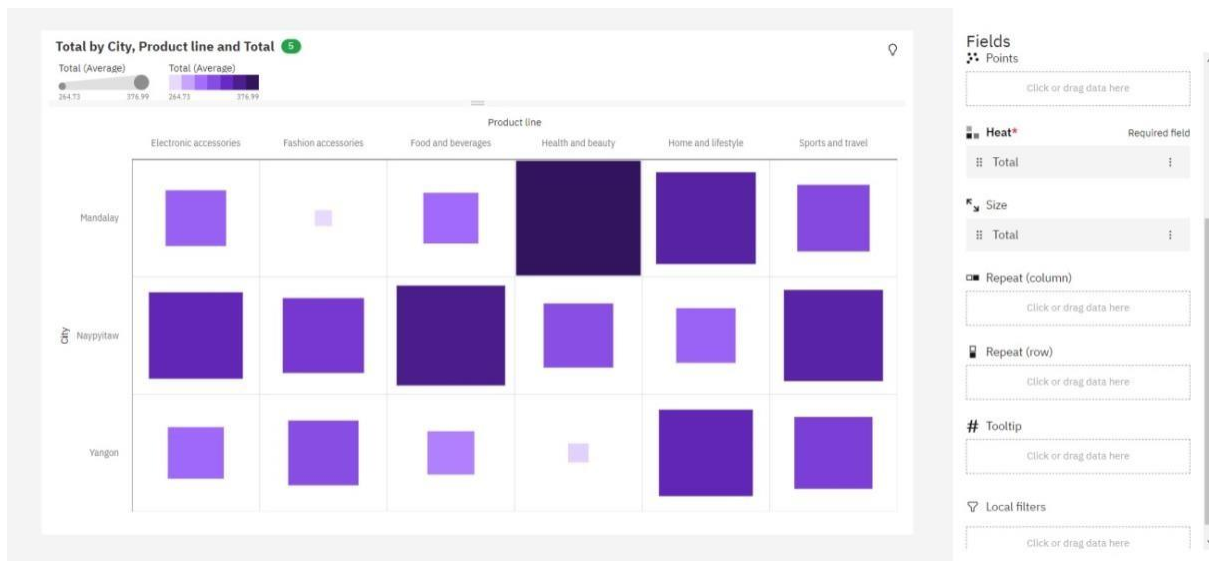 Total by City, Product line and Total 5
Total (Average) Total (Average)
264.73 376.99 264.73 376.99
Product line
Electronic accessories Fashion accessories Food and beverages Health and beauty Home and lifestyle Sports and travel
Mandalay
City
Naypyitaw
Yangon
Fields
Points
Click or drag data here
Heat* Required field
Total
Size
Total
Repeat (column)
Click or drag data here
Repeat (row)
Click or drag data here
# Tooltip
Click or drag data here
Local filters
Click or drag data here